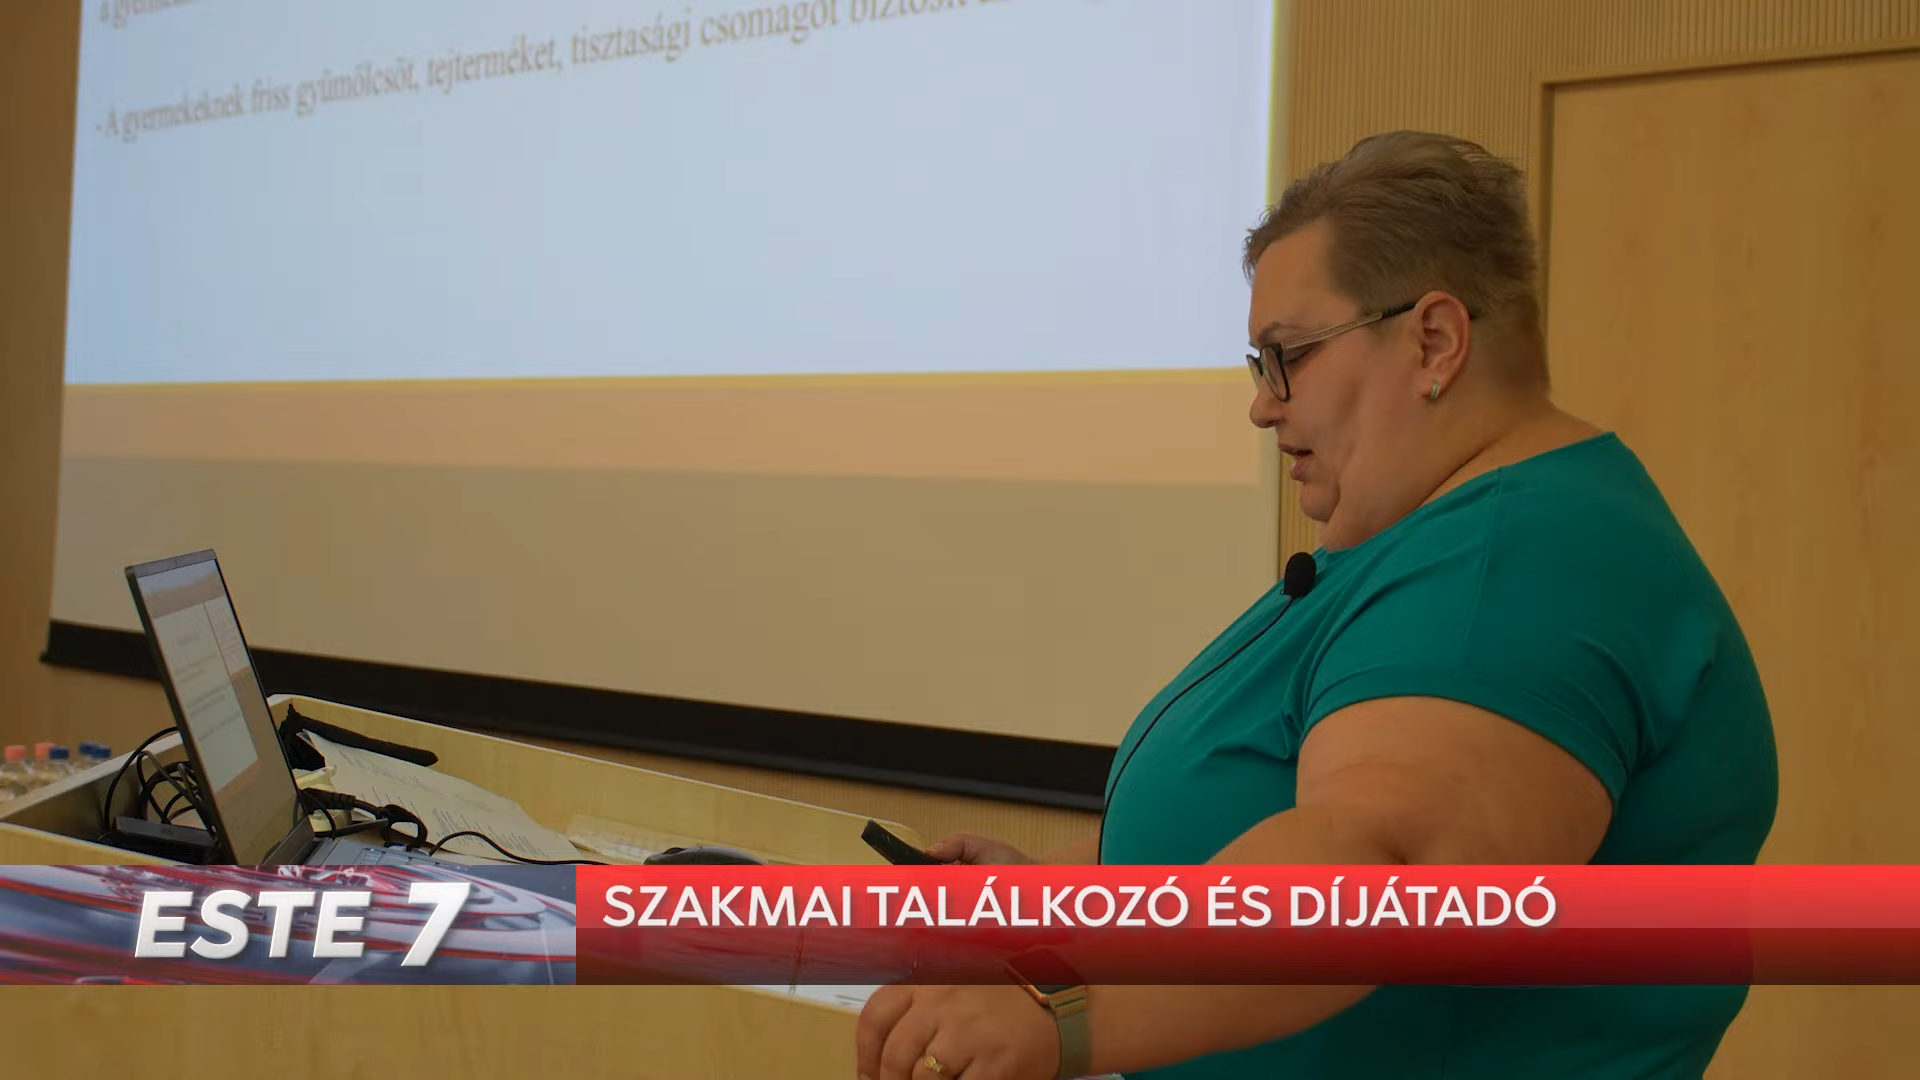 - A gyermekeknek friss gyümölcsöt, tejterméket, tisztasági csomagot
ESTE 7
SZAKMAI TALÁLKOZÓ ÉS DÍJÁTADÓ